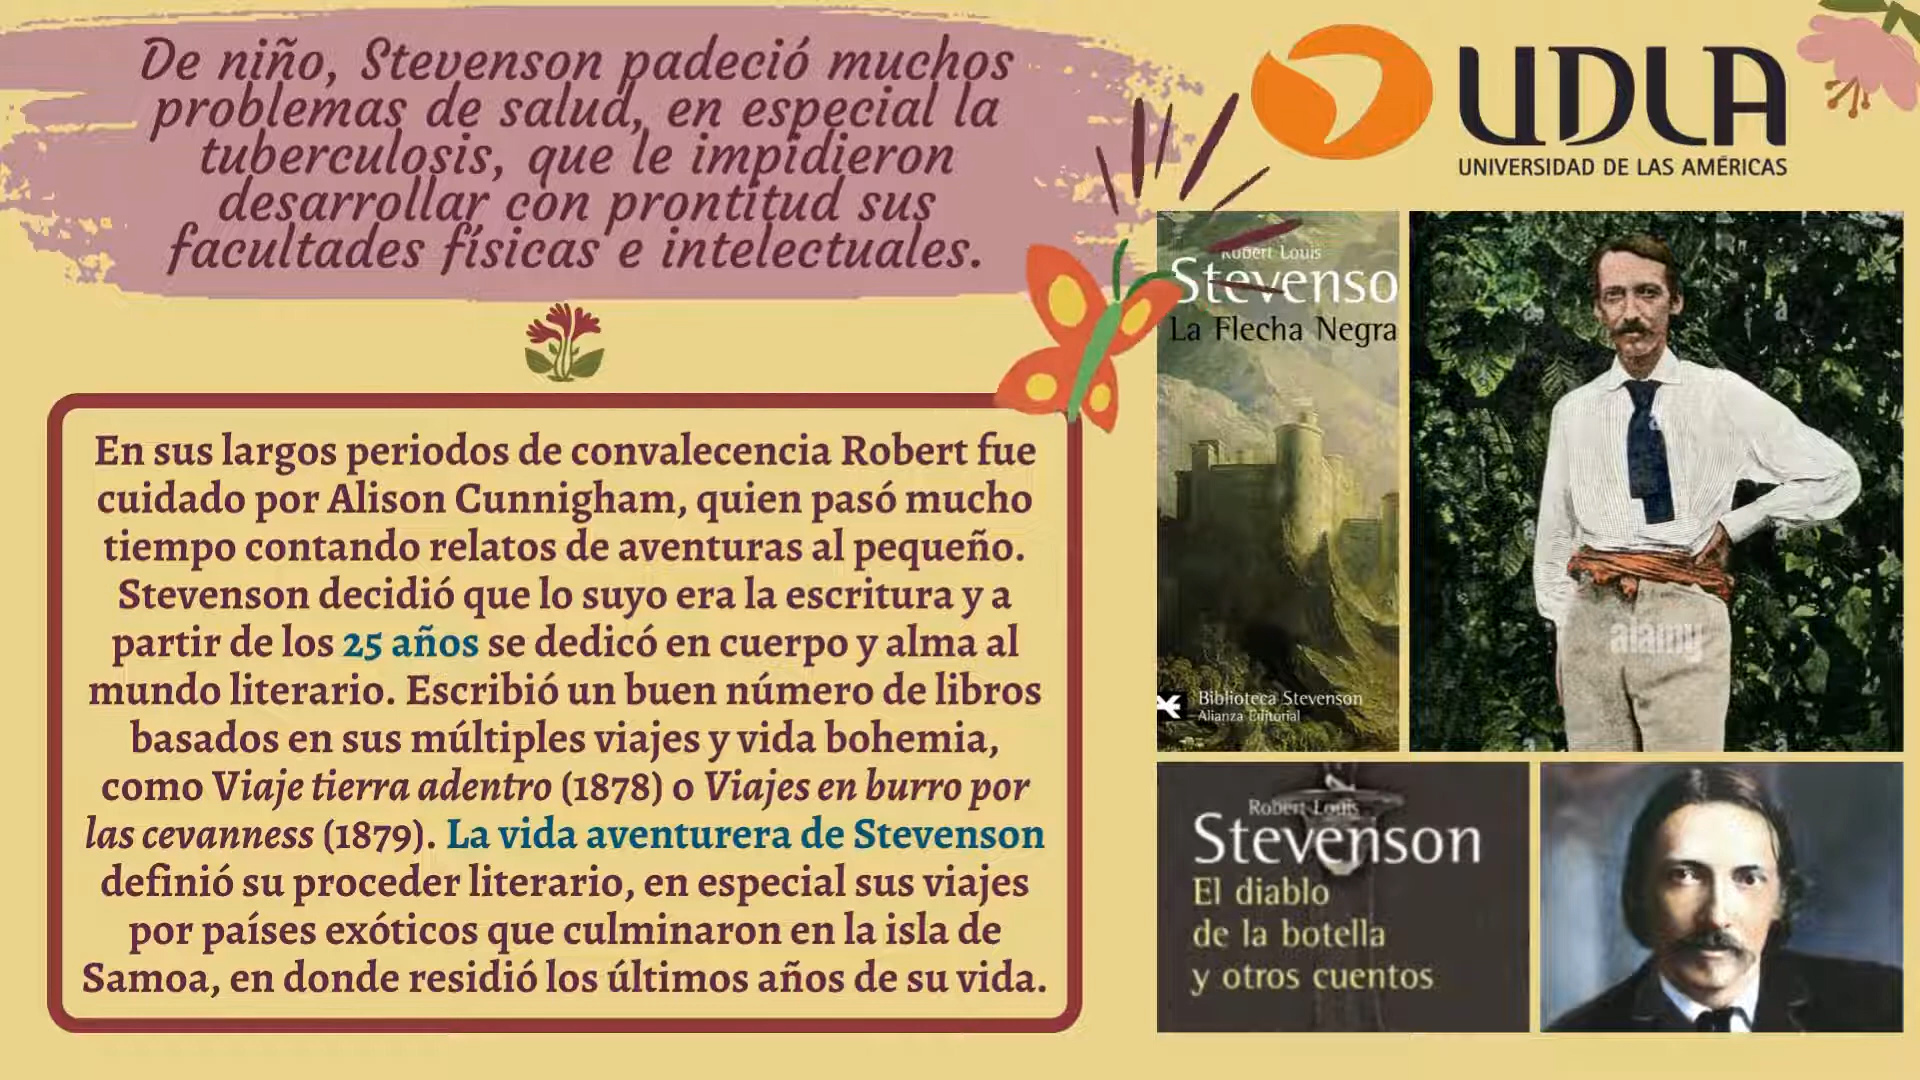 De niño, Stevenson padeció muchos
problemas de salud, en especial la
tuberculosis, que le impidieron
desarrollar con prontitud sus
facultades físicas e intelectuales.
UDLA
UNIVERSIDAD DE LAS AMÉRICAS
En sus largos periodos de convalecencia Robert fue
cuidado por Alison Cunnigham, quien pasó mucho
tiempo contando relatos de aventuras al pequeño.
Stevenson decidió que lo suyo era la escritura y a
partir de los 25 años se dedicó en cuerpo y alma al
mundo literario. Escribió un buen número de libros
basados en sus múltiples viajes y vida bohemia,
como Viaje tierra adentro (1878) o Viajes en burro por
las cevanness (1879). La vida aventurera de Stevenson
definió su proceder literario, en especial sus viajes
por países exóticos que culminaron en la isla de
Samoa, en donde residió los últimos años de su vida.
Robert Louis
Stevenso
La Flecha Negra
Biblioteca Stevenson
Alianza Editorial
a
a
a
alamy
a
a
Robert Louis
Stevenson
El diablo
de la botella
y otros cuentos